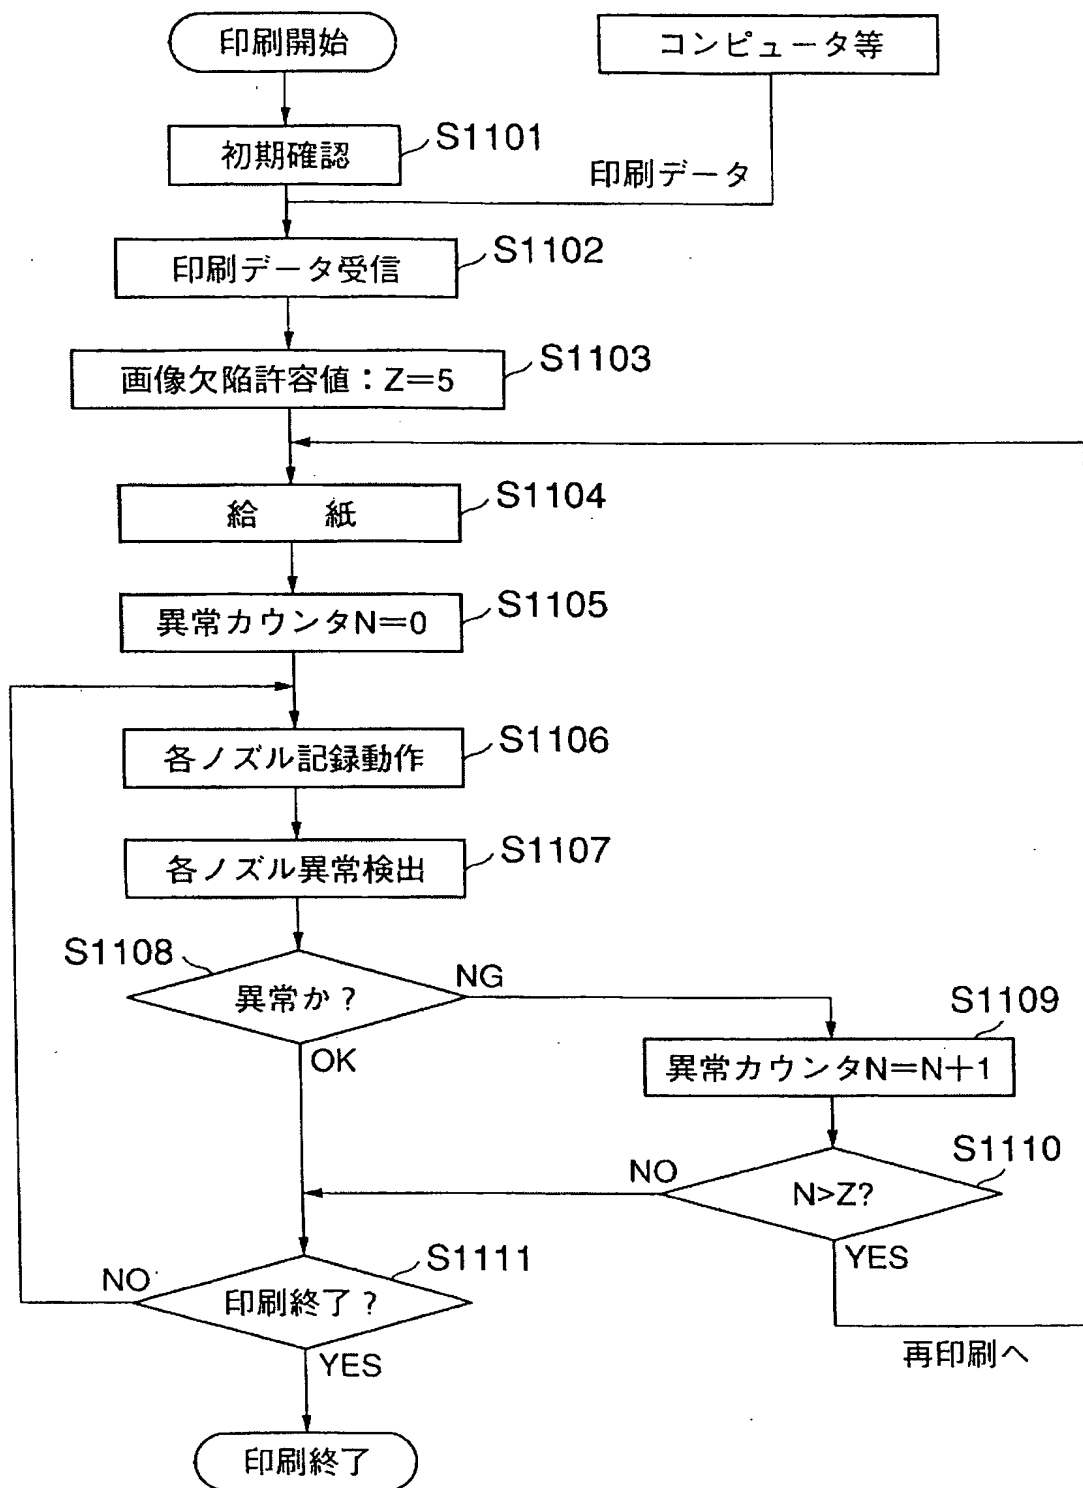 印刷開始
コンピュータ等
初期確認
S1101
印刷データ
印刷データ受信
S1102
画像欠陥許容値：Z＝5
S1103
給　　紙
S1104
異常カウンタN＝0
S1105
各ノズル記録動作
S1106
各ノズル異常検出
S1107
S1108
異常か？
NG
OK
S1109
異常カウンタN＝N＋1
S1110
N>Z?
NO
YES
再印刷へ
S1111
印刷終了？
NO
YES
印刷終了